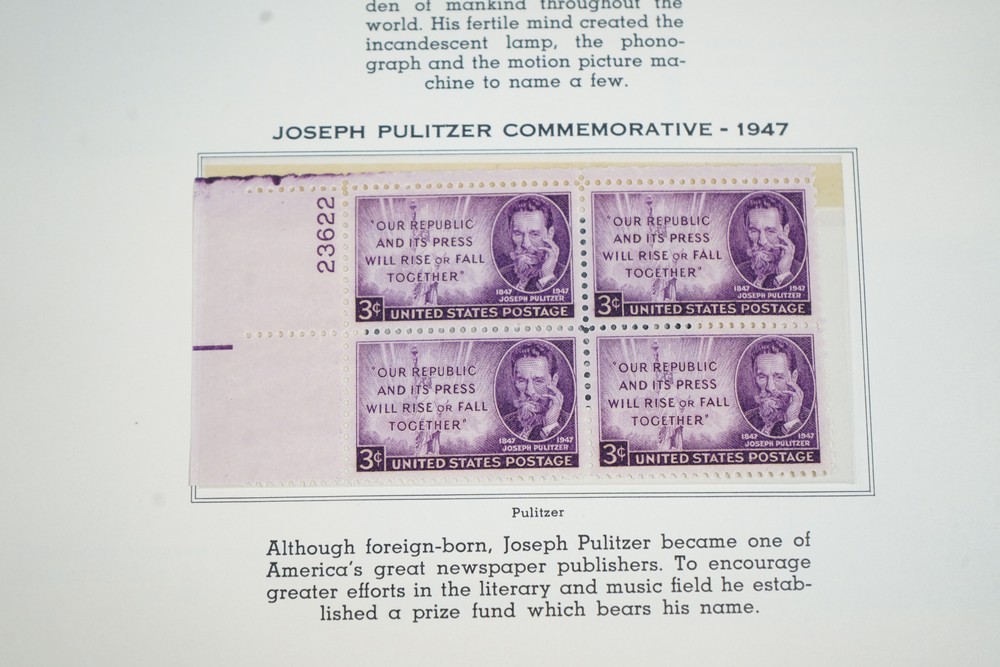 den of mankind throughout the
world. His fertile mind created the
incandescent lamp, the phono-
graph and the motion picture ma-
chine to name a few.
JOSEPH PULITZER COMMEMORATIVE - 1947
23622
"OUR REPUBLIC
AND ITS PRESS
WILL RISE OR FALL
TOGETHER"
1847 1947
JOSEPH PULITZER
3¢ UNITED STATES POSTAGE
"OUR REPUBLIC
AND ITS PRESS
WILL RISE OR FALL
TOGETHER"
1847 1947
JOSEPH PULITZER
3¢ UNITED STATES POSTAGE
"OUR REPUBLIC
AND ITS PRESS
WILL RISE OR FALL
TOGETHER"
1847 1947
JOSEPH PULITZER
3¢ UNITED STATES POSTAGE
"OUR REPUBLIC
AND ITS PRESS
WILL RISE OR FALL
TOGETHER"
1847 1947
JOSEPH PULITZER
3¢ UNITED STATES POSTAGE
Pulitzer
Although foreign-born, Joseph Pulitzer became one of
America's great newspaper publishers. To encourage
greater efforts in the literary and music field he estab-
lished a prize fund which bears his name.